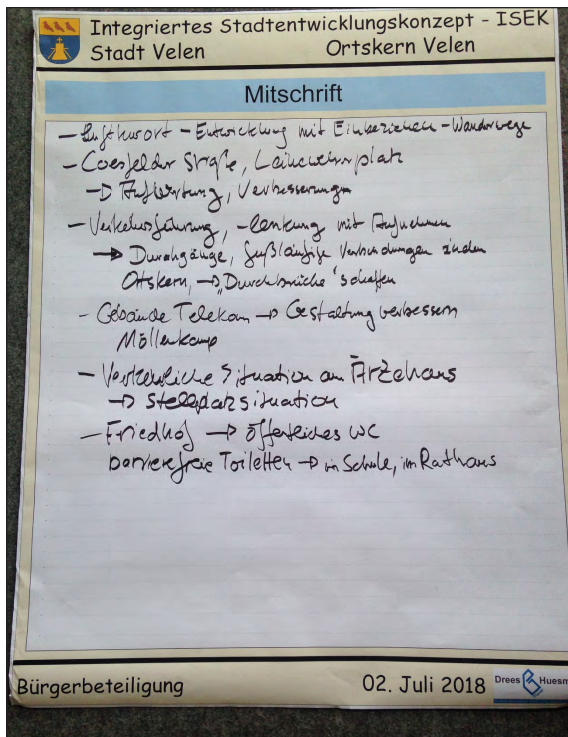 Integriertes Stadtentwicklungskonzept - ISEK
Stadt Velen Ortskern Velen
Mitschrift
- Luftkurort - Entwicklung mit Einbeziehen - Wanderwege
- Coesfelder Straße, Leineweberplatz
→ Aufwertung, Verbesserungen
- Verkehrsführung, -lenkung mit Aufnehmen
→ Durchgänge, fußläufige Verbindungen in den
Ortskern, → "Durchbrüche" schaffen
- Gebäude Telekom → Gestaltung verbessern
Möllenkamp
- Verkehrliche Situation am Ärzehaus
→ Stellplatzsituation
- Friedhof → öffentliches WC
barrierefreie Toiletten → in Schule, im Rathaus
Bürgerbeteiligung 02. Juli 2018 Drees Huesm